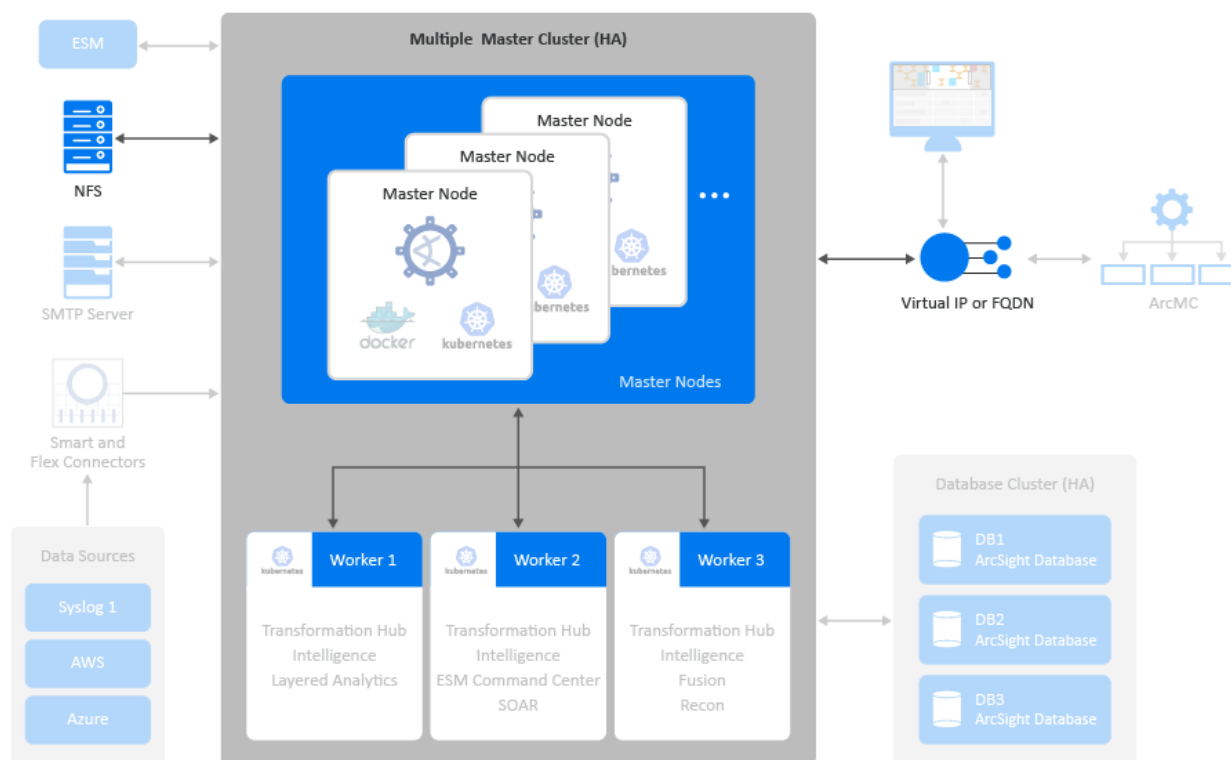 Multiple Master Cluster (HA)
ESM
NFS
SMTP Server
Smart and
Flex Connectors
Data Sources
Syslog 1
AWS
Azure
Master Node
Master Node
Master Node
docker
kubernetes
kubernetes
kubernetes
...
Master Nodes
kubernetes
Worker 1
Transformation Hub
Intelligence
Layered Analytics
kubernetes
Worker 2
Transformation Hub
Intelligence
ESM Command Center
SOAR
kubernetes
Worker 3
Transformation Hub
Intelligence
Fusion
Recon
Virtual IP or FQDN
ArcMC
Database Cluster (HA)
DB1
ArcSight Database
DB2
ArcSight Database
DB3
ArcSight Database